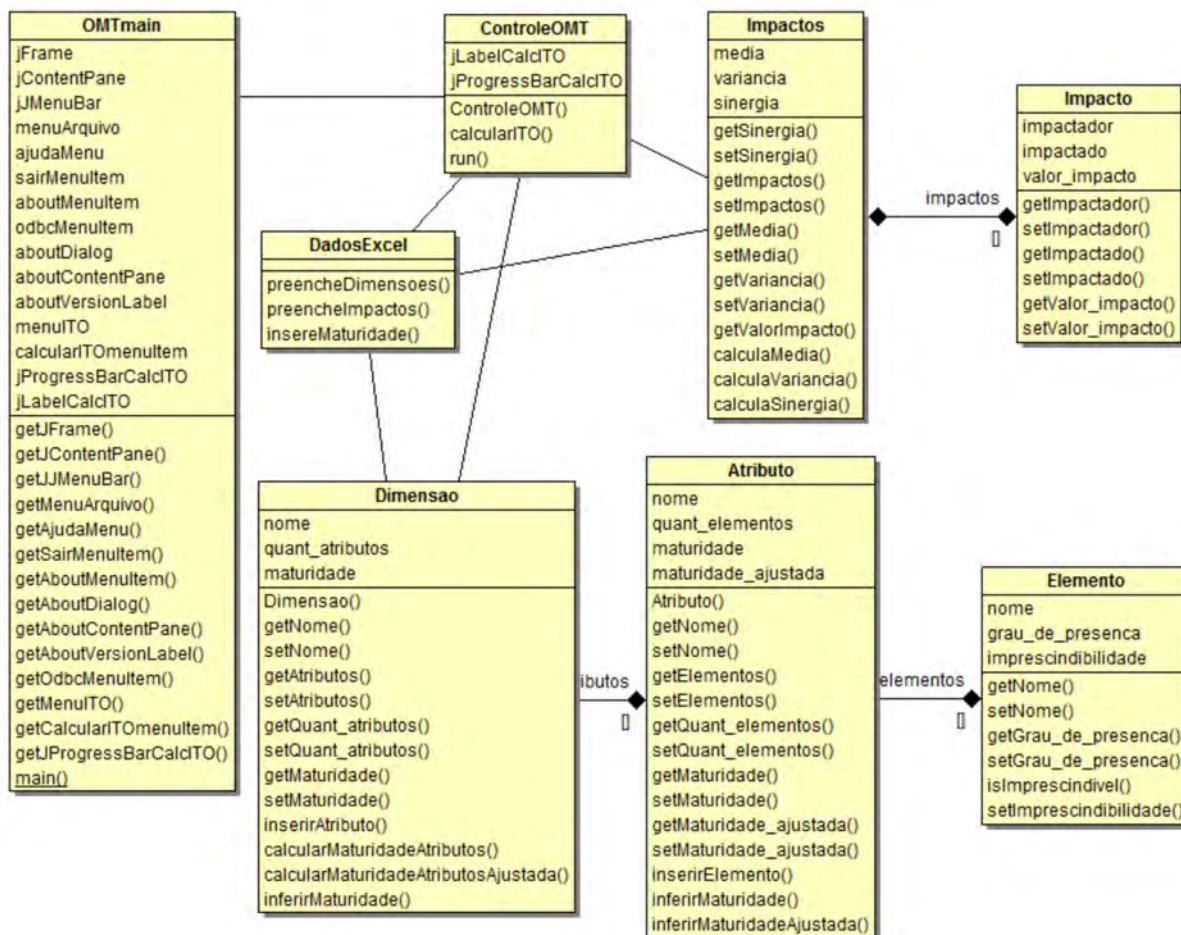 OMTmain
jFrame
jContentPane
jJMenuBar
menuArquivo
ajudaMenu
sairMenuItem
aboutMenuItem
odbcMenuItem
aboutDialog
aboutContentPane
aboutVersionLabel
menuITO
calcularITOmenuItem
jProgressBarCalcITO
jLabelCalcITO
getJFrame()
getJContentPane()
getJJMenuBar()
getMenuArquivo()
getAjudaMenu()
getSairMenuItem()
getAboutMenuItem()
getAboutDialog()
getAboutContentPane()
getAboutVersionLabel()
getOdbcMenuItem()
getMenuITO()
getCalcularITOmenuItem()
getJProgressBarCalcITO()
main()
ControleOMT
jLabelCalcITO
jProgressBarCalcITO
ControleOMT()
calcularITO()
run()
Impactos
media
variancia
sinergia
getSinergia()
setSinergia()
getImpactos()
setImpactos()
getMedia()
setMedia()
getVariancia()
setVariancia()
getValorImpacto()
calculaMedia()
calculaVariancia()
calculaSinergia()
impactos
[]
Impacto
impactador
impactado
valor_impacto
getImpactador()
setImpactador()
getImpactado()
setImpactado()
getValor_impacto()
setValor_impacto()
DadosExcel
preencheDimensoes()
preencheImpactos()
insereMaturidade()
Dimensao
nome
quant_atributos
maturidade
Dimensao()
getNome()
setNome()
getAtributos()
setAtributos()
getQuant_atributos()
setQuant_atributos()
getMaturidade()
setMaturidade()
inserirAtributo()
calcularMaturidadeAtributos()
calcularMaturidadeAtributosAjustada()
inferirMaturidade()
ibutos
[]
Atributo
nome
quant_elementos
maturidade
maturidade_ajustada
Atributo()
getNome()
setNome()
getElementos()
setElementos()
getQuant_elementos()
setQuant_elementos()
getMaturidade()
setMaturidade()
getMaturidade_ajustada()
setMaturidade_ajustada()
inserirElemento()
inferirMaturidade()
inferirMaturidadeAjustada()
elementos
[]
Elemento
nome
grau_de_presenca
imprescindibilidade
getNome()
setNome()
getGrau_de_presenca()
setGrau_de_presenca()
isImprescindivel()
setImprescindibilidade()